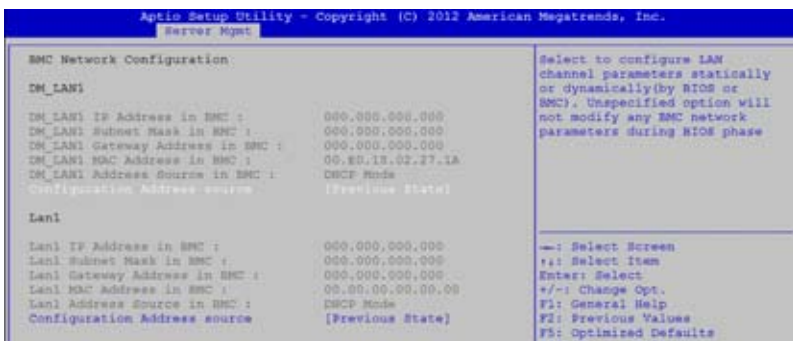 Aptio Setup Utility - Copyright (C) 2012 American Megatrends, Inc.
Server Mgmt
BMC Network Configuration
DM_LAN1
DM_LAN1 IP Address in BMC : 000.000.000.000
DM_LAN1 Subnet Mask in BMC : 000.000.000.000
DM_LAN1 Gateway Address in BMC : 000.000.000.000
DM_LAN1 MAC Address in BMC : 00.E0.18.02.27.1A
DM_LAN1 Address Source in BMC : DHCP Mode
Configuration Address source [Previous State]
Lan1
Lan1 IP Address in BMC : 000.000.000.000
Lan1 Subnet Mask in BMC : 000.000.000.000
Lan1 Gateway Address in BMC : 000.000.000.000
Lan1 MAC Address in BMC : 00.00.00.00.00.00
Lan1 Address Source in BMC : DHCP Mode
Configuration Address source [Previous State]
Select to configure LAN
channel parameters statically
or dynamically(by BIOS or
BMC). Unspecified option will
not modify any BMC network
parameters during BIOS phase
→←: Select Screen
↑↓: Select Item
Enter: Select
+/-: Change Opt.
F1: General Help
F2: Previous Values
F5: Optimized Defaults